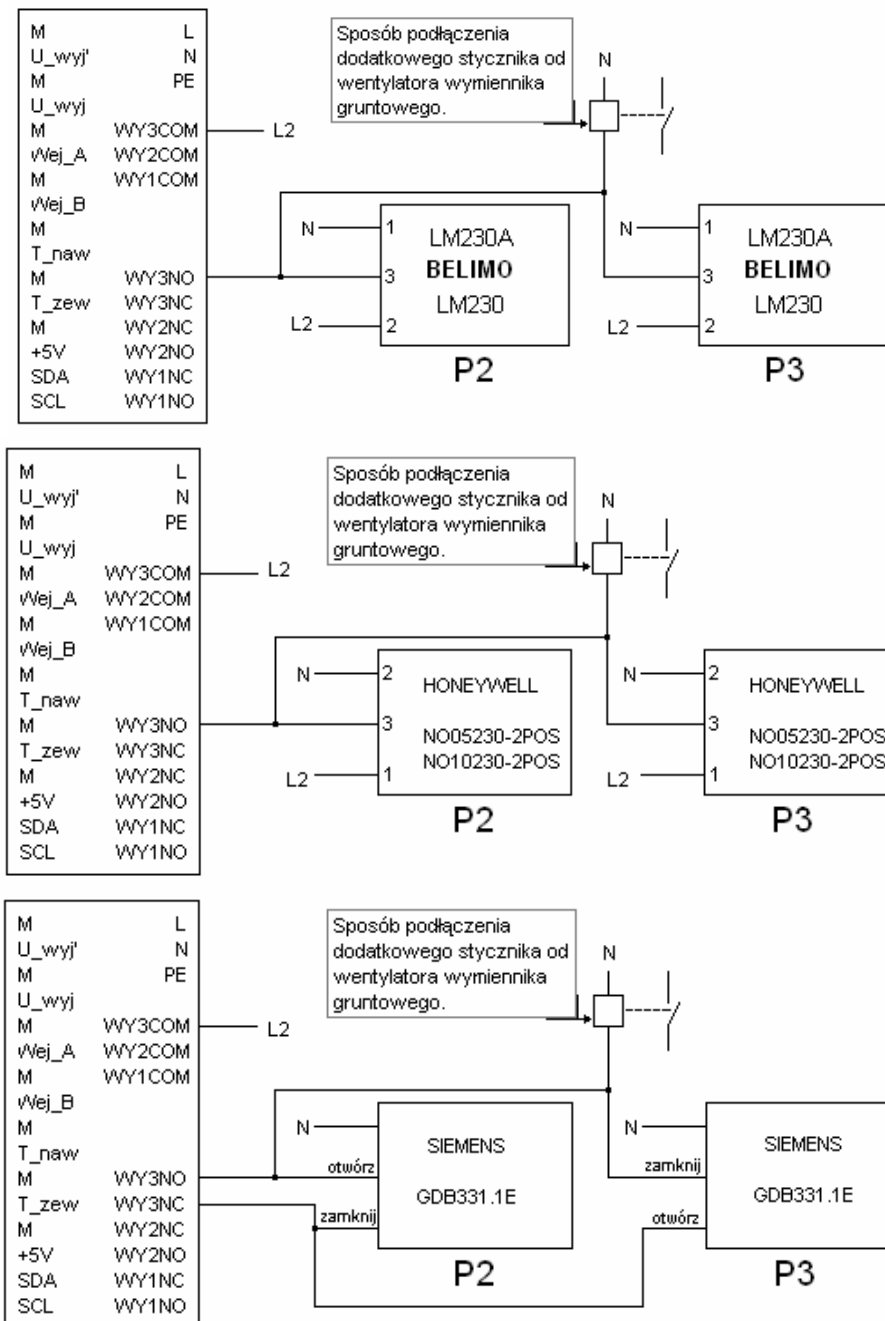 M L
U_wyj' N
M PE
U_wyj
M WY3COM L2
Wej_A WY2COM
M WY1COM
Wej_B
M
T_naw
M WY3NO
T_zew WY3NC
M WY2NC
+5V WY2NO
SDA WY1NC
SCL WY1NO
Sposób podłączenia
dodatkowego stycznika od
wentylatora wymiennika
gruntowego.
N
N 1
3
L2 2
LM230A
BELIMO
LM230
P2
N 1
3
L2 2
LM230A
BELIMO
LM230
P3
M L
U_wyj' N
M PE
U_wyj
M WY3COM L2
Wej_A WY2COM
M WY1COM
Wej_B
M
T_naw
M WY3NO
T_zew WY3NC
M WY2NC
+5V WY2NO
SDA WY1NC
SCL WY1NO
Sposób podłączenia
dodatkowego stycznika od
wentylatora wymiennika
gruntowego.
N
N 2
3
L2 1
HONEYWELL
NO05230-2POS
NO10230-2POS
P2
N 2
3
L2 1
HONEYWELL
NO05230-2POS
NO10230-2POS
P3
M L
U_wyj' N
M PE
U_wyj
M WY3COM L2
Wej_A WY2COM
M WY1COM
Wej_B
M
T_naw
M WY3NO
T_zew WY3NC
M WY2NC
+5V WY2NO
SDA WY1NC
SCL WY1NO
Sposób podłączenia
dodatkowego stycznika od
wentylatora wymiennika
gruntowego.
N
N
otwórz
zamknij
SIEMENS
GDB331.1E
P2
N
zamknij
otwórz
SIEMENS
GDB331.1E
P3